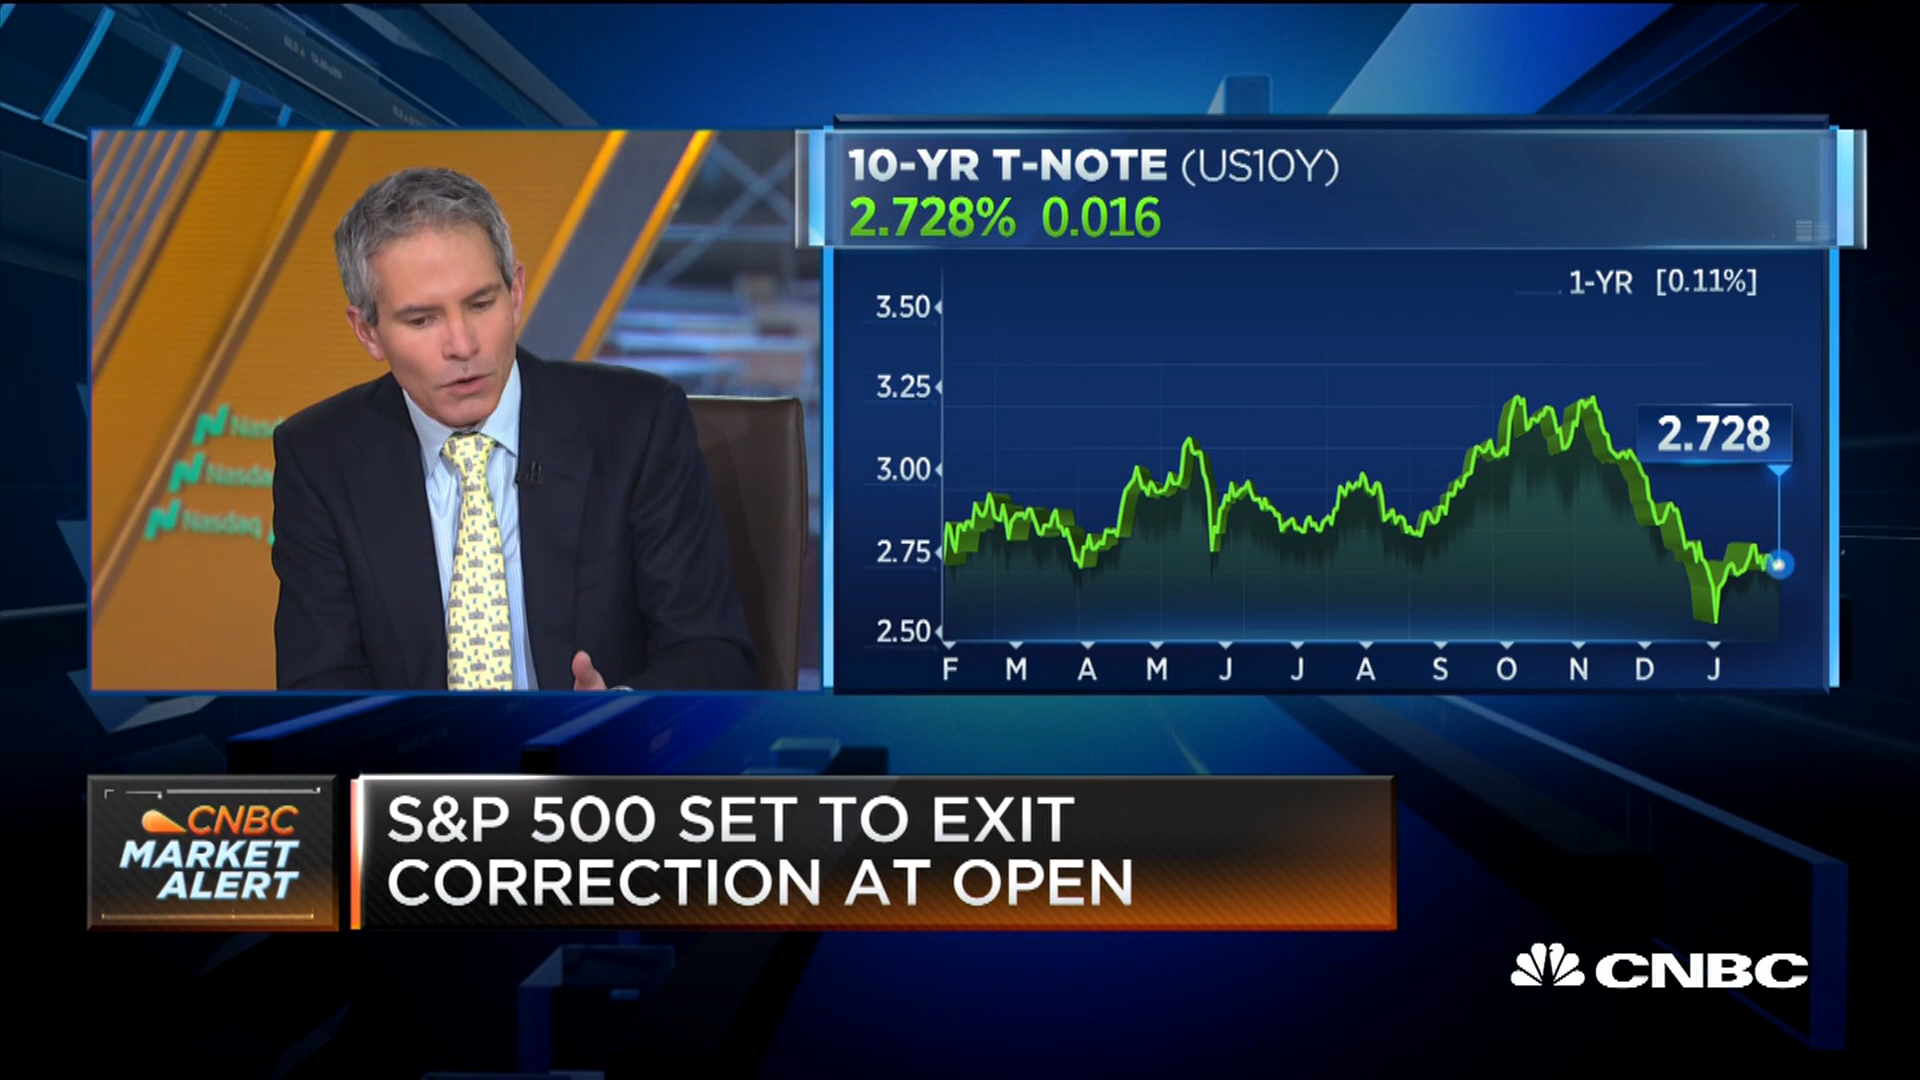 10-YR T-NOTE (US10Y)
2.728% 0.016
1-YR [0.11%]
3.50
3.25
3.00
2.75
2.50
2.728
F M A M J J A S O N D J
Nasdaq
CNBC
MARKET
ALERT
S&P 500 SET TO EXIT
CORRECTION AT OPEN
CNBC